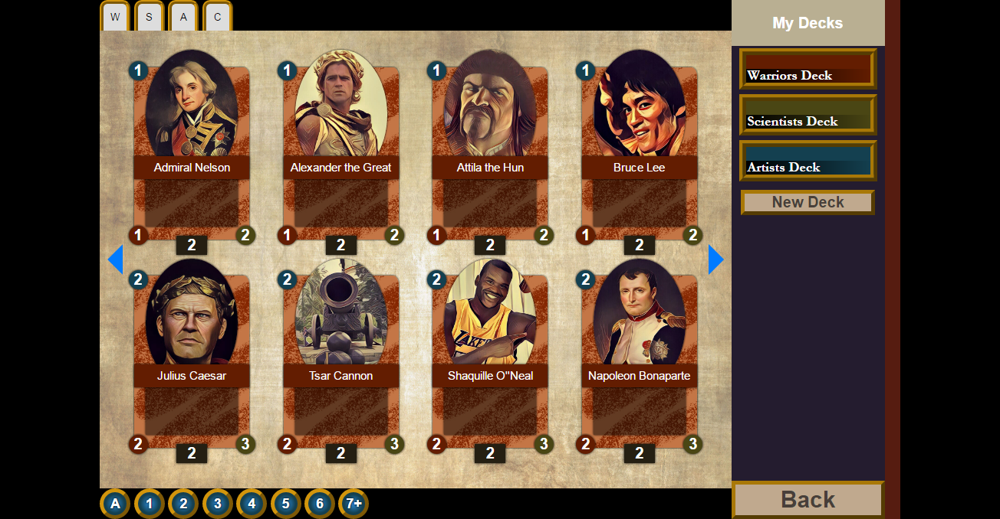 W S A C
My Decks
Warriors Deck
Scientists Deck
Artists Deck
New Deck
1 1 1 1
Admiral Nelson Alexander the Great Attila the Hun Bruce Lee
1 2 1 2 1 2 1 2
2 2 2 2
2 2 2 2
LAKERS
Julius Caesar Tsar Cannon Shaquille O''Neal Napoleon Bonaparte
2 3 2 3 2 3 2 3
2 2 2 2
A 1 2 3 4 5 6 7+
Back